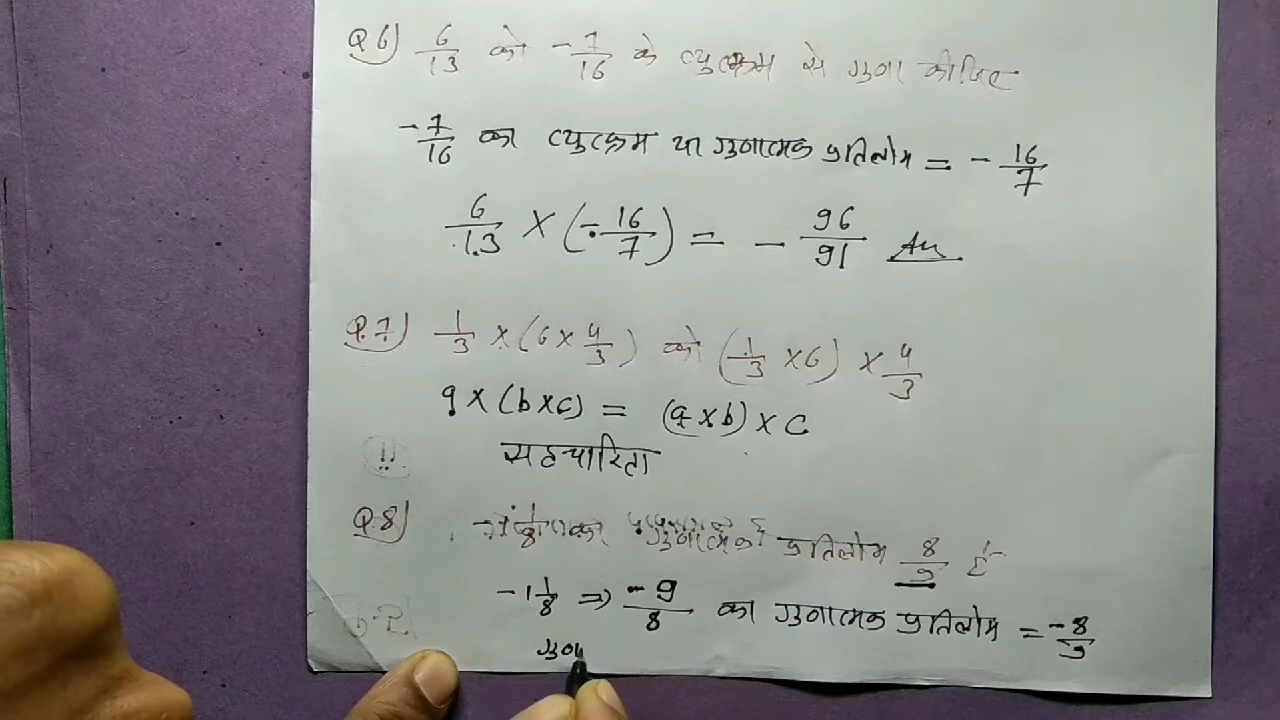 Q6) 6/13 को -7/16 के व्युत्क्रम से गुणा कीजिए
-7/16 का व्युत्क्रम या गुणात्मक प्रतिलोम = - 16/7
6/13 × (-16/7) = - 96/91 Ans
Q.7) 1/3 × (6 × 4/3) को (1/3 × 6) × 4/3
a × (b×c) = (a×b) × c
सहचारिता
Q8) प्रतिलोम 8/9 है
-1 1/8 ⇒ -9/8 का गुणात्मक प्रतिलोम = -8/9
गुणा